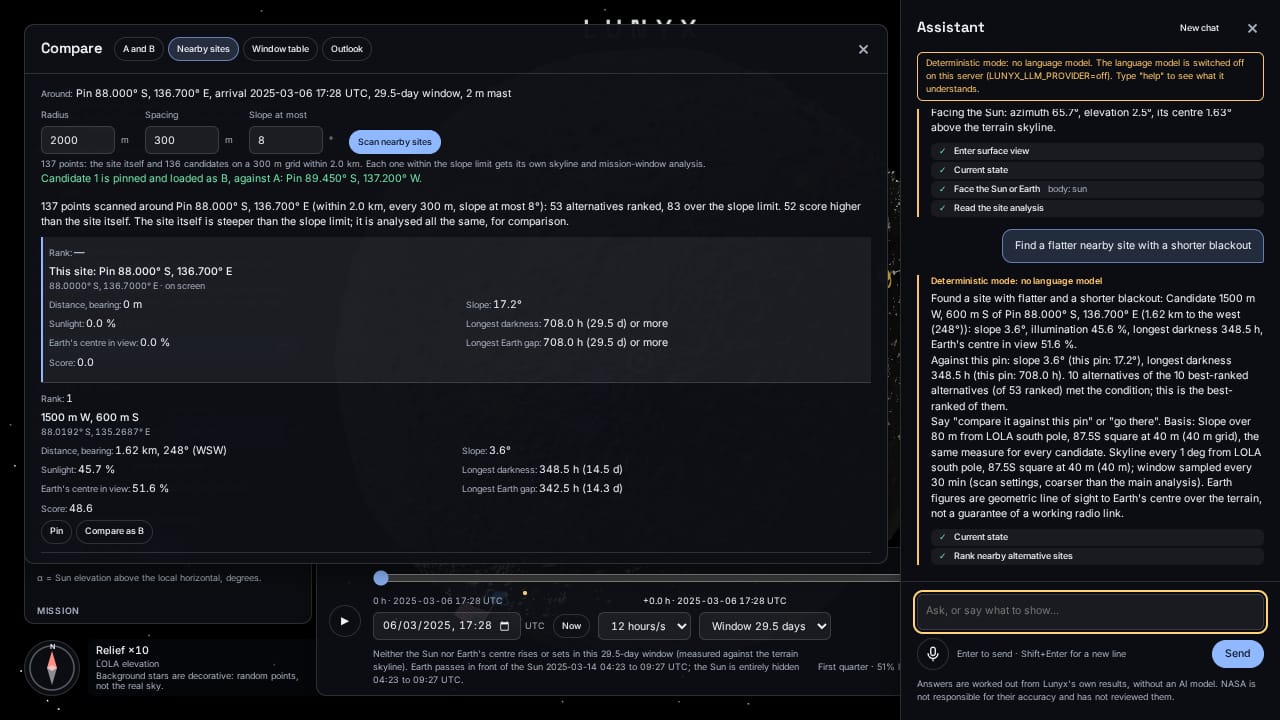 LUNYX
Compare
A and B
Nearby sites
Window table
Outlook
Around: Pin 88.000° S, 136.700° E, arrival 2025-03-06 17:28 UTC, 29.5-day window, 2 m mast
Radius
Spacing
Slope at most
2000 m
300 m
8 °
Scan nearby sites
137 points: the site itself and 136 candidates on a 300 m grid within 2.0 km. Each one within the slope limit gets its own skyline and mission-window analysis.
Candidate 1 is pinned and loaded as B, against A: Pin 89.450° S, 137.200° W.
137 points scanned around Pin 88.000° S, 136.700° E (within 2.0 km, every 300 m, slope at most 8°): 53 alternatives ranked, 83 over the slope limit. 52 score higher
than the site itself. The site itself is steeper than the slope limit; it is analysed all the same, for comparison.
Rank: —
This site: Pin 88.000° S, 136.700° E
88.0000° S, 136.7000° E · on screen
Distance, bearing: 0 m
Slope: 17.2°
Sunlight: 0.0 %
Longest darkness: 708.0 h (29.5 d) or more
Earth's centre in view: 0.0 %
Longest Earth gap: 708.0 h (29.5 d) or more
Score: 0.0
Rank: 1
1500 m W, 600 m S
88.0192° S, 135.2687° E
Distance, bearing: 1.62 km, 248° (WSW)
Slope: 3.6°
Sunlight: 45.7 %
Longest darkness: 348.5 h (14.5 d)
Earth's centre in view: 51.6 %
Longest Earth gap: 342.5 h (14.3 d)
Score: 48.6
Pin
Compare as B
α = Sun elevation above the local horizontal, degrees.
MISSION
N
Relief ×10
LOLA elevation
Background stars are decorative: random points,
not the real sky.
0 h · 2025-03-06 17:28 UTC
+0.0 h · 2025-03-06 17:28 UTC
06/03/2025, 17:28
UTC
Now
12 hours/s
Window 29.5 days
Neither the Sun nor Earth's centre rises or sets in this 29.5-day window (measured against the terrain
skyline). Earth passes in front of the Sun 2025-03-14 04:23 to 09:27 UTC; the Sun is entirely hidden
04:23 to 09:27 UTC.
First quarter · 51%
Assistant
New chat
Deterministic mode: no language model. The language model is switched off
on this server (LUNYX_LLM_PROVIDER=off). Type "help" to see what it
understands.
Facing the Sun: azimuth 65.7°, elevation 2.5°, its centre 1.63°
above the terrain skyline.
✓ Enter surface view
✓ Current state
✓ Face the Sun or Earth body: sun
✓ Read the site analysis
Find a flatter nearby site with a shorter blackout
Deterministic mode: no language model
Found a site with flatter and a shorter blackout: Candidate 1500 m
W, 600 m S of Pin 88.000° S, 136.700° E (1.62 km to the west
(248°)): slope 3.6°, illumination 45.6 %, longest darkness 348.5 h,
Earth's centre in view 51.6 %.
Against this pin: slope 3.6° (this pin: 17.2°), longest darkness
348.5 h (this pin: 708.0 h). 10 alternatives of the 10 best-ranked
alternatives (of 53 ranked) met the condition; this is the best-
ranked of them.
Say "compare it against this pin" or "go there". Basis: Slope over
80 m from LOLA south pole, 87.5S square at 40 m (40 m grid), the
same measure for every candidate. Skyline every 1 deg from LOLA
south pole, 87.5S square at 40 m (40 m); window sampled every
30 min (scan settings, coarser than the main analysis). Earth
figures are geometric line of sight to Earth's centre over the terrain,
not a guarantee of a working radio link.
✓ Current state
✓ Rank nearby alternative sites
Ask, or say what to show...
Enter to send · Shift+Enter for a new line
Send
Answers are worked out from Lunyx's own results, without an AI model. NASA is
not responsible for their accuracy and has not reviewed them.